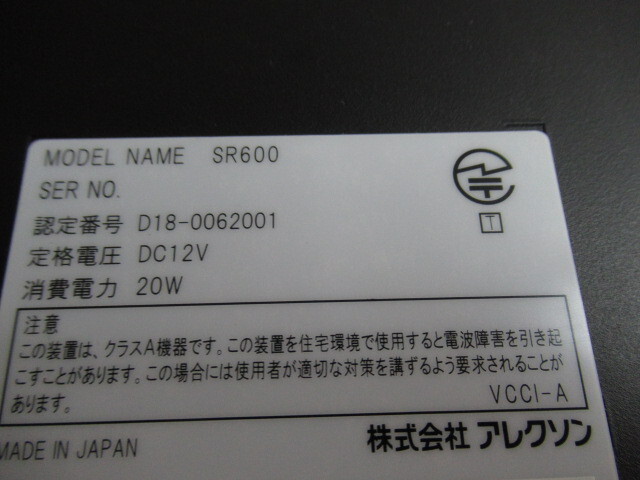 MODEL NAME SR600
SER NO.
認定番号 D18-0062001
T
定格電圧 DC12V
消費電力 20W
注意
この装置は、クラスA機器です。この装置を住宅環境で使用すると電波障害を引き起
こすことがあります。この場合には使用者が適切な対策を講ずるよう要求されることが
あります。
VCCI-A
MADE IN JAPAN
株式会社 アレクソン